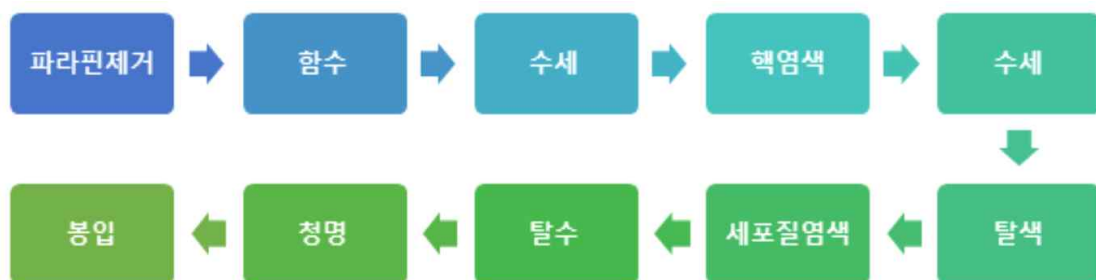 파라핀제거
함수
수세
핵염색
수세
탈색
세포질염색
탈수
청명
봉입